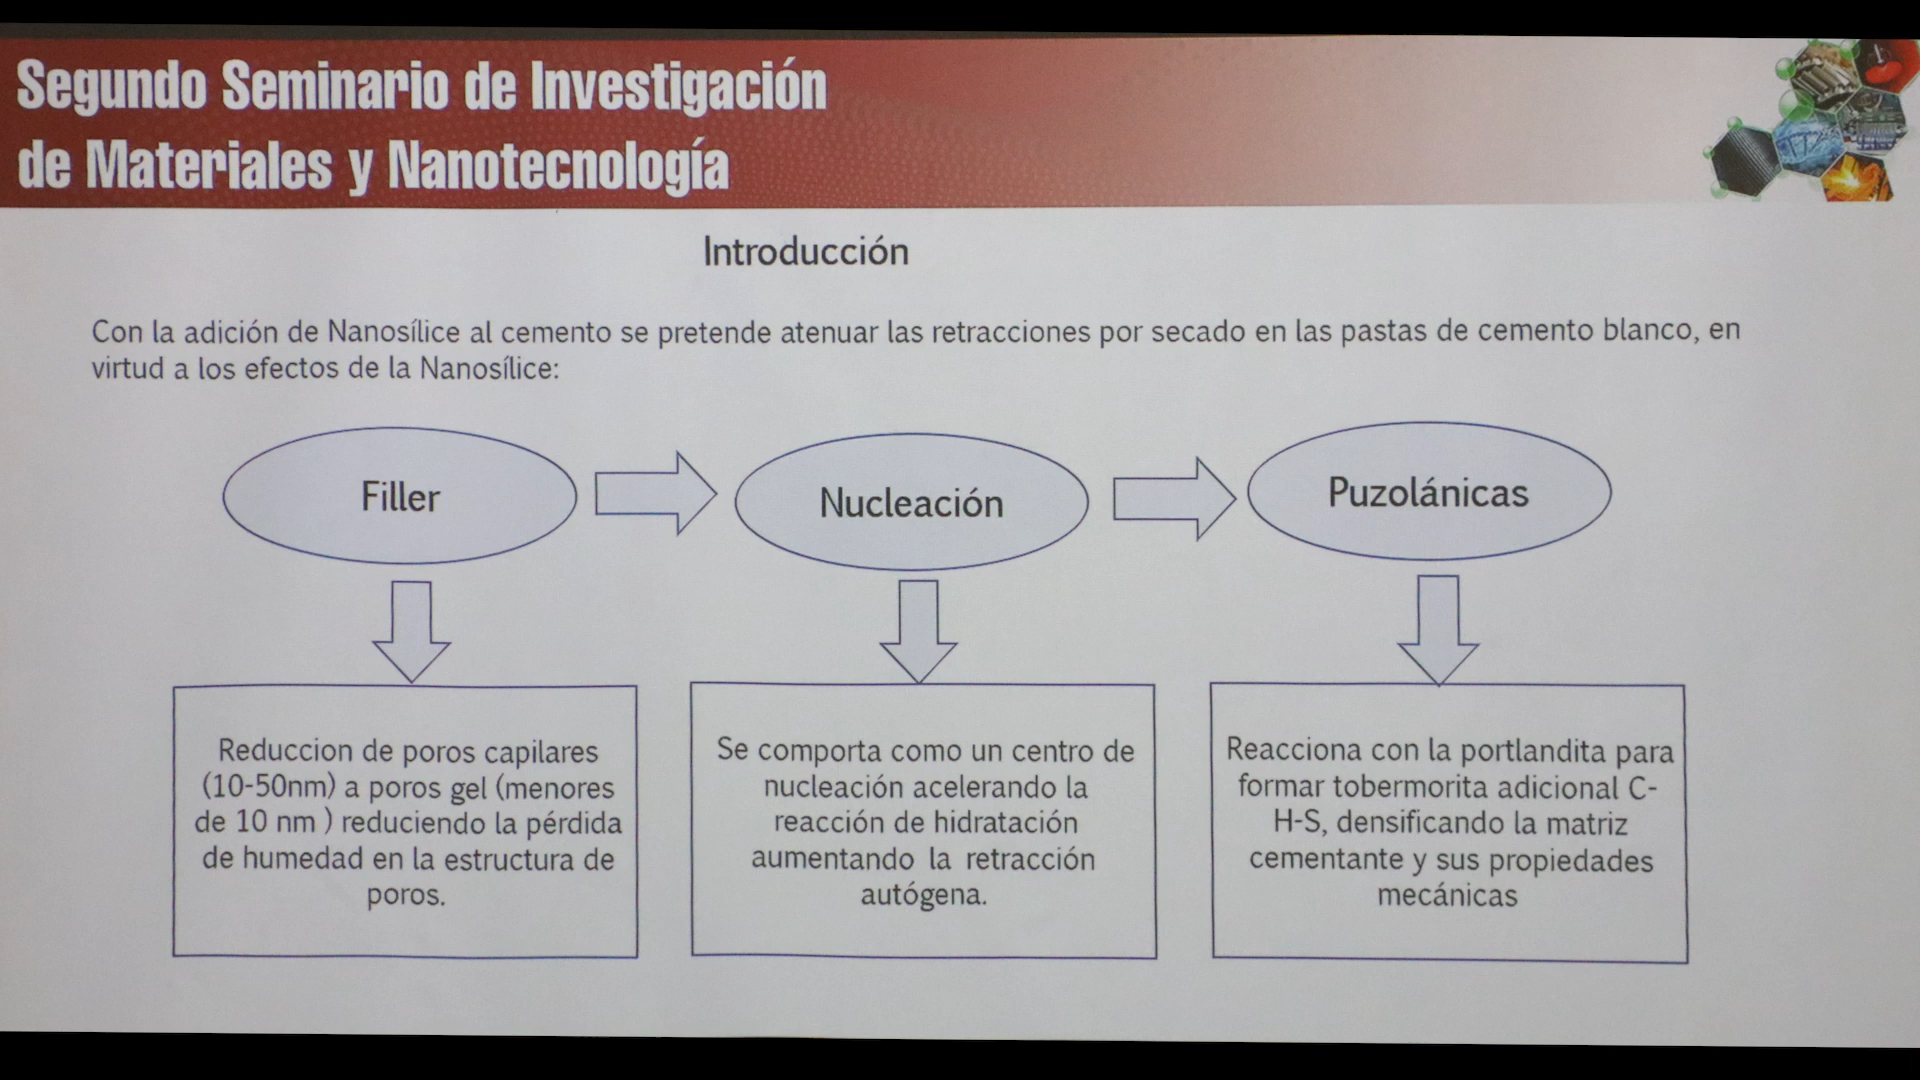 Segundo Seminario de Investigación
de Materiales y Nanotecnología
Introducción
Con la adición de Nanosílice al cemento se pretende atenuar las retracciones por secado en las pastas de cemento blanco, en
virtud a los efectos de la Nanosílice:
Filler
Nucleación
Puzolánicas
Reduccion de poros capilares
(10-50nm) a poros gel (menores
de 10 nm ) reduciendo la pérdida
de humedad en la estructura de
poros.
Se comporta como un centro de
nucleación acelerando la
reacción de hidratación
aumentando la retracción
autógena.
Reacciona con la portlandita para
formar tobermorita adicional C-
H-S, densificando la matriz
cementante y sus propiedades
mecánicas